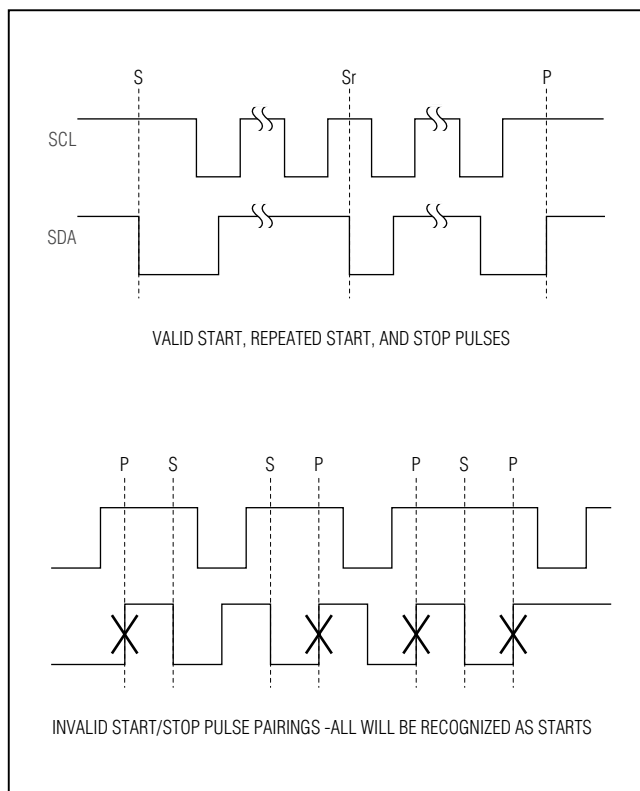 S Sr P
SCL
SDA
VALID START, REPEATED START, AND STOP PULSES
P S S P P S P
INVALID START/STOP PULSE PAIRINGS -ALL WILL BE RECOGNIZED AS STARTS